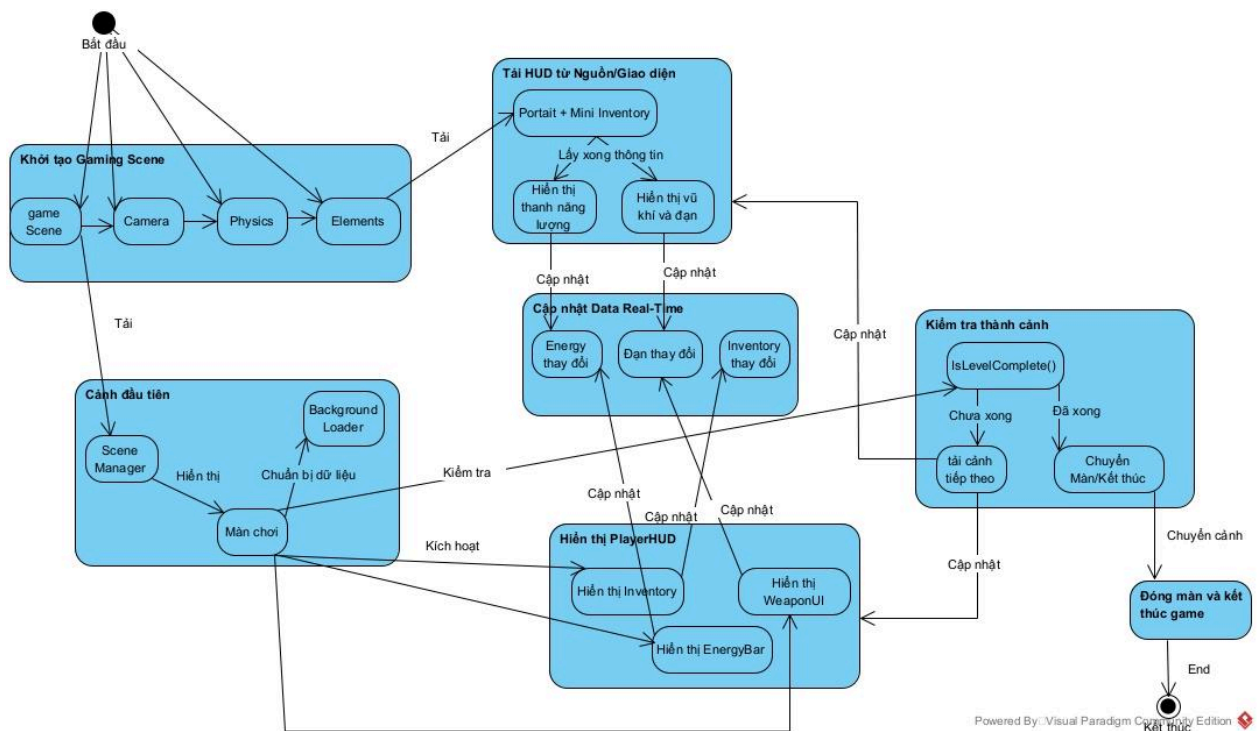 Bắt đầu
Tải HUD từ Nguồn/Giao diện
Portait + Mini Inventory
Tải
Lấy xong thông tin
Hiển thị
thanh năng
lượng
Hiển thị vũ
khí và đạn
Khởi tạo Gaming Scene
game
Scene
Camera
Physics
Elements
Cập nhật
Cập nhật
Cập nhật Data Real-Time
Energy
thay đổi
Đạn thay đổi
Inventory
thay đổi
Tải
Cập nhật
Kiểm tra thành cảnh
IsLevelComplete()
Chưa xong
Đã xong
tải cảnh
tiếp theo
Chuyển
Màn/Kết thúc
Cảnh đầu tiên
Background
Loader
Scene
Manager
Hiển thị
Chuẩn bị dữ liệu
Màn chơi
Kiểm tra
Cập nhật
Cập nhật
Cập nhật
Kích hoạt
Hiển thị PlayerHUD
Hiển thị Inventory
Hiển thị
WeaponUI
Hiển thị EnergyBar
Cập nhật
Chuyển cảnh
Đóng màn và kết
thúc game
End
Kết thúc
Powered By Visual Paradigm Community Edition